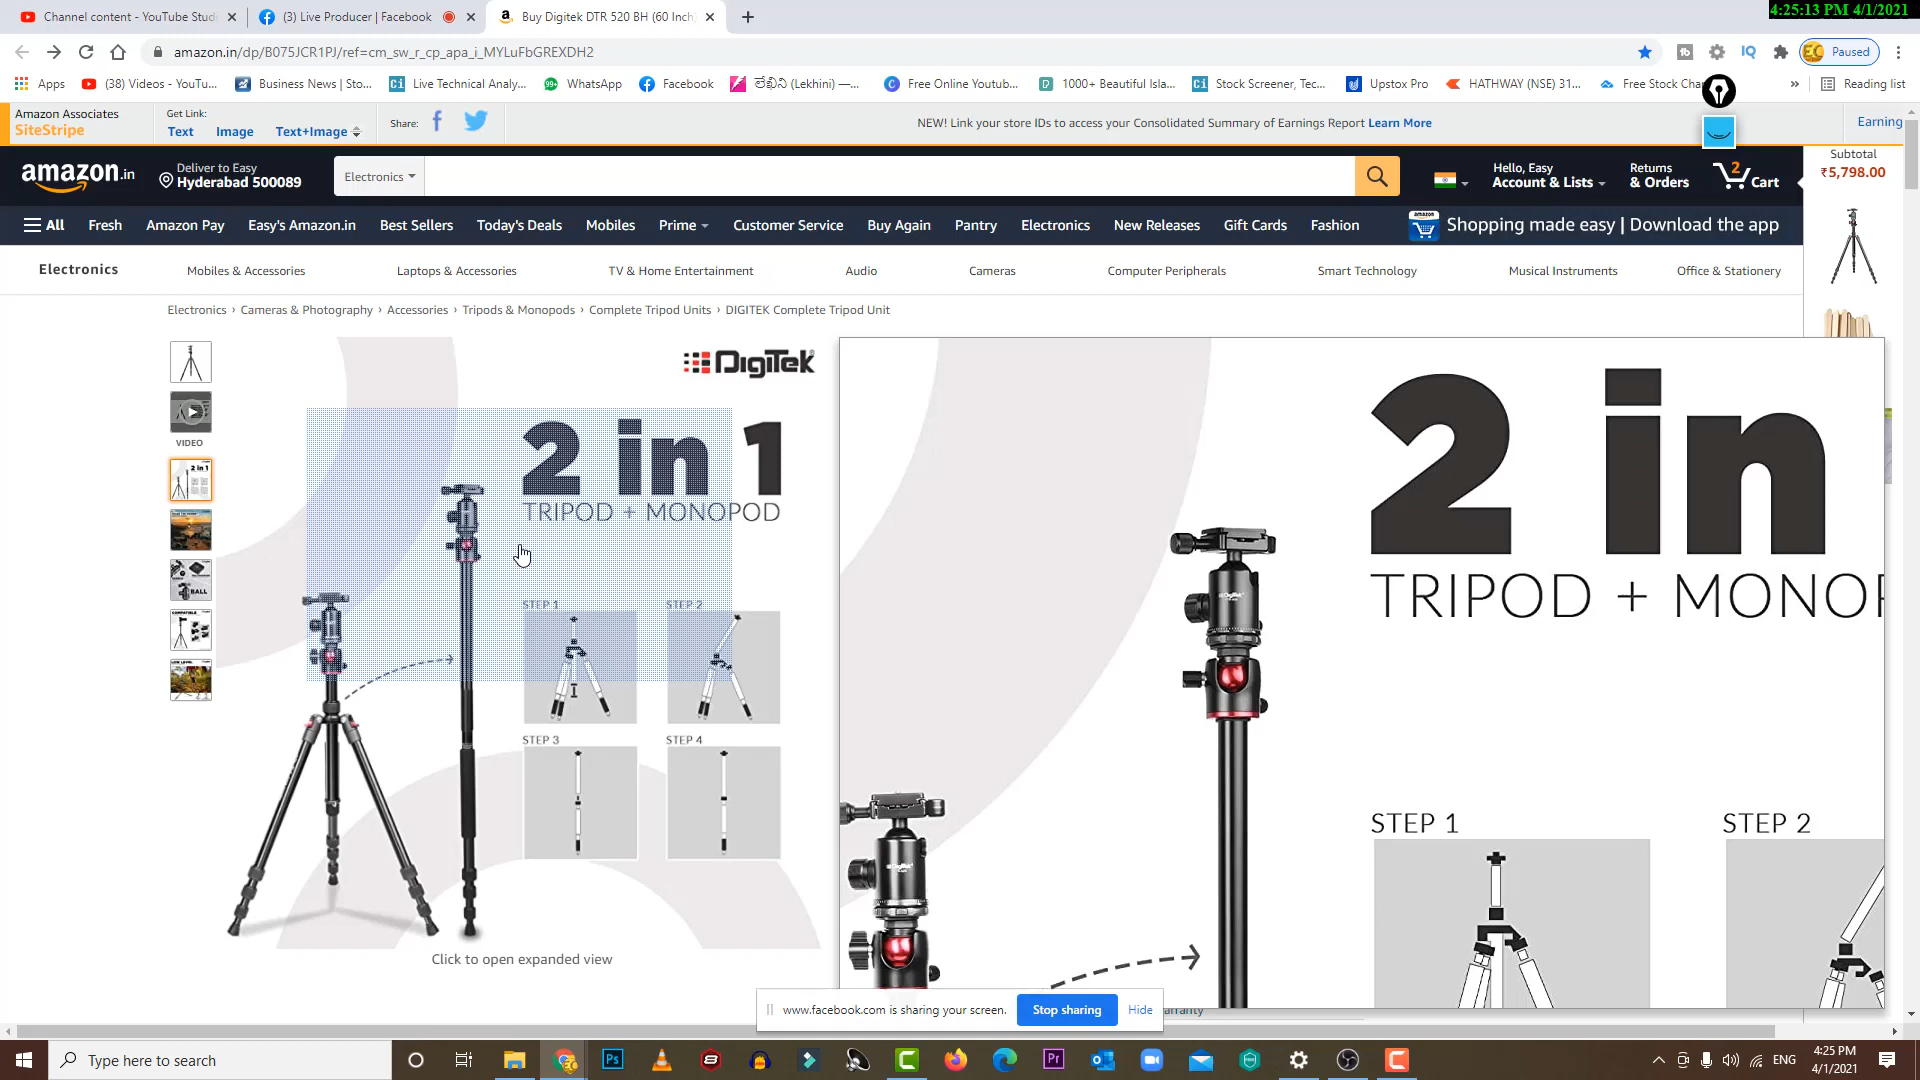 4:25:13 PM 4/1/2021
Channel content - YouTube Studi
(3) Live Producer | Facebook
Buy Digitek DTR 520 BH (60 Inch)
amazon.in/dp/B075JCR1PJ/ref=cm_sw_r_cp_apa_i_MYLuFbGREXDH2
Paused
Apps
(38) Videos - YouTu...
Business News | Sto...
Live Technical Analy...
WhatsApp
Facebook
లేఖిని (Lekhini) —...
Free Online Youtub...
1000+ Beautiful Isla...
Stock Screener, Tec...
Upstox Pro
HATHWAY (NSE) 31...
Free Stock Cha
»
Reading list
Amazon Associates
SiteStripe
Get Link:
Text
Image
Text+Image
Share:
NEW! Link your store IDs to access your Consolidated Summary of Earnings Report Learn More
Earning
amazon.in
Deliver to Easy
Hyderabad 500089
Electronics
Hello, Easy
Account & Lists
Returns
& Orders
2
Cart
Subtotal
₹5,798.00
All
Fresh
Amazon Pay
Easy's Amazon.in
Best Sellers
Today's Deals
Mobiles
Prime
Customer Service
Buy Again
Pantry
Electronics
New Releases
Gift Cards
Fashion
Shopping made easy | Download the app
Electronics
Mobiles & Accessories
Laptops & Accessories
TV & Home Entertainment
Audio
Cameras
Computer Peripherals
Smart Technology
Musical Instruments
Office & Stationery
Electronics › Cameras & Photography › Accessories › Tripods & Monopods › Complete Tripod Units › DIGITEK Complete Tripod Unit
VIDEO
2 in 1
BALL
DigiTek
2 in 1
TRIPOD + MONOPOD
STEP 1
STEP 2
STEP 3
STEP 4
Click to open expanded view
2 in
TRIPOD + MONOP
STEP 1
STEP 2
www.facebook.com is sharing your screen.
Stop sharing
Hide
arranty
Type here to search
ENG
4:25 PM
4/1/2021